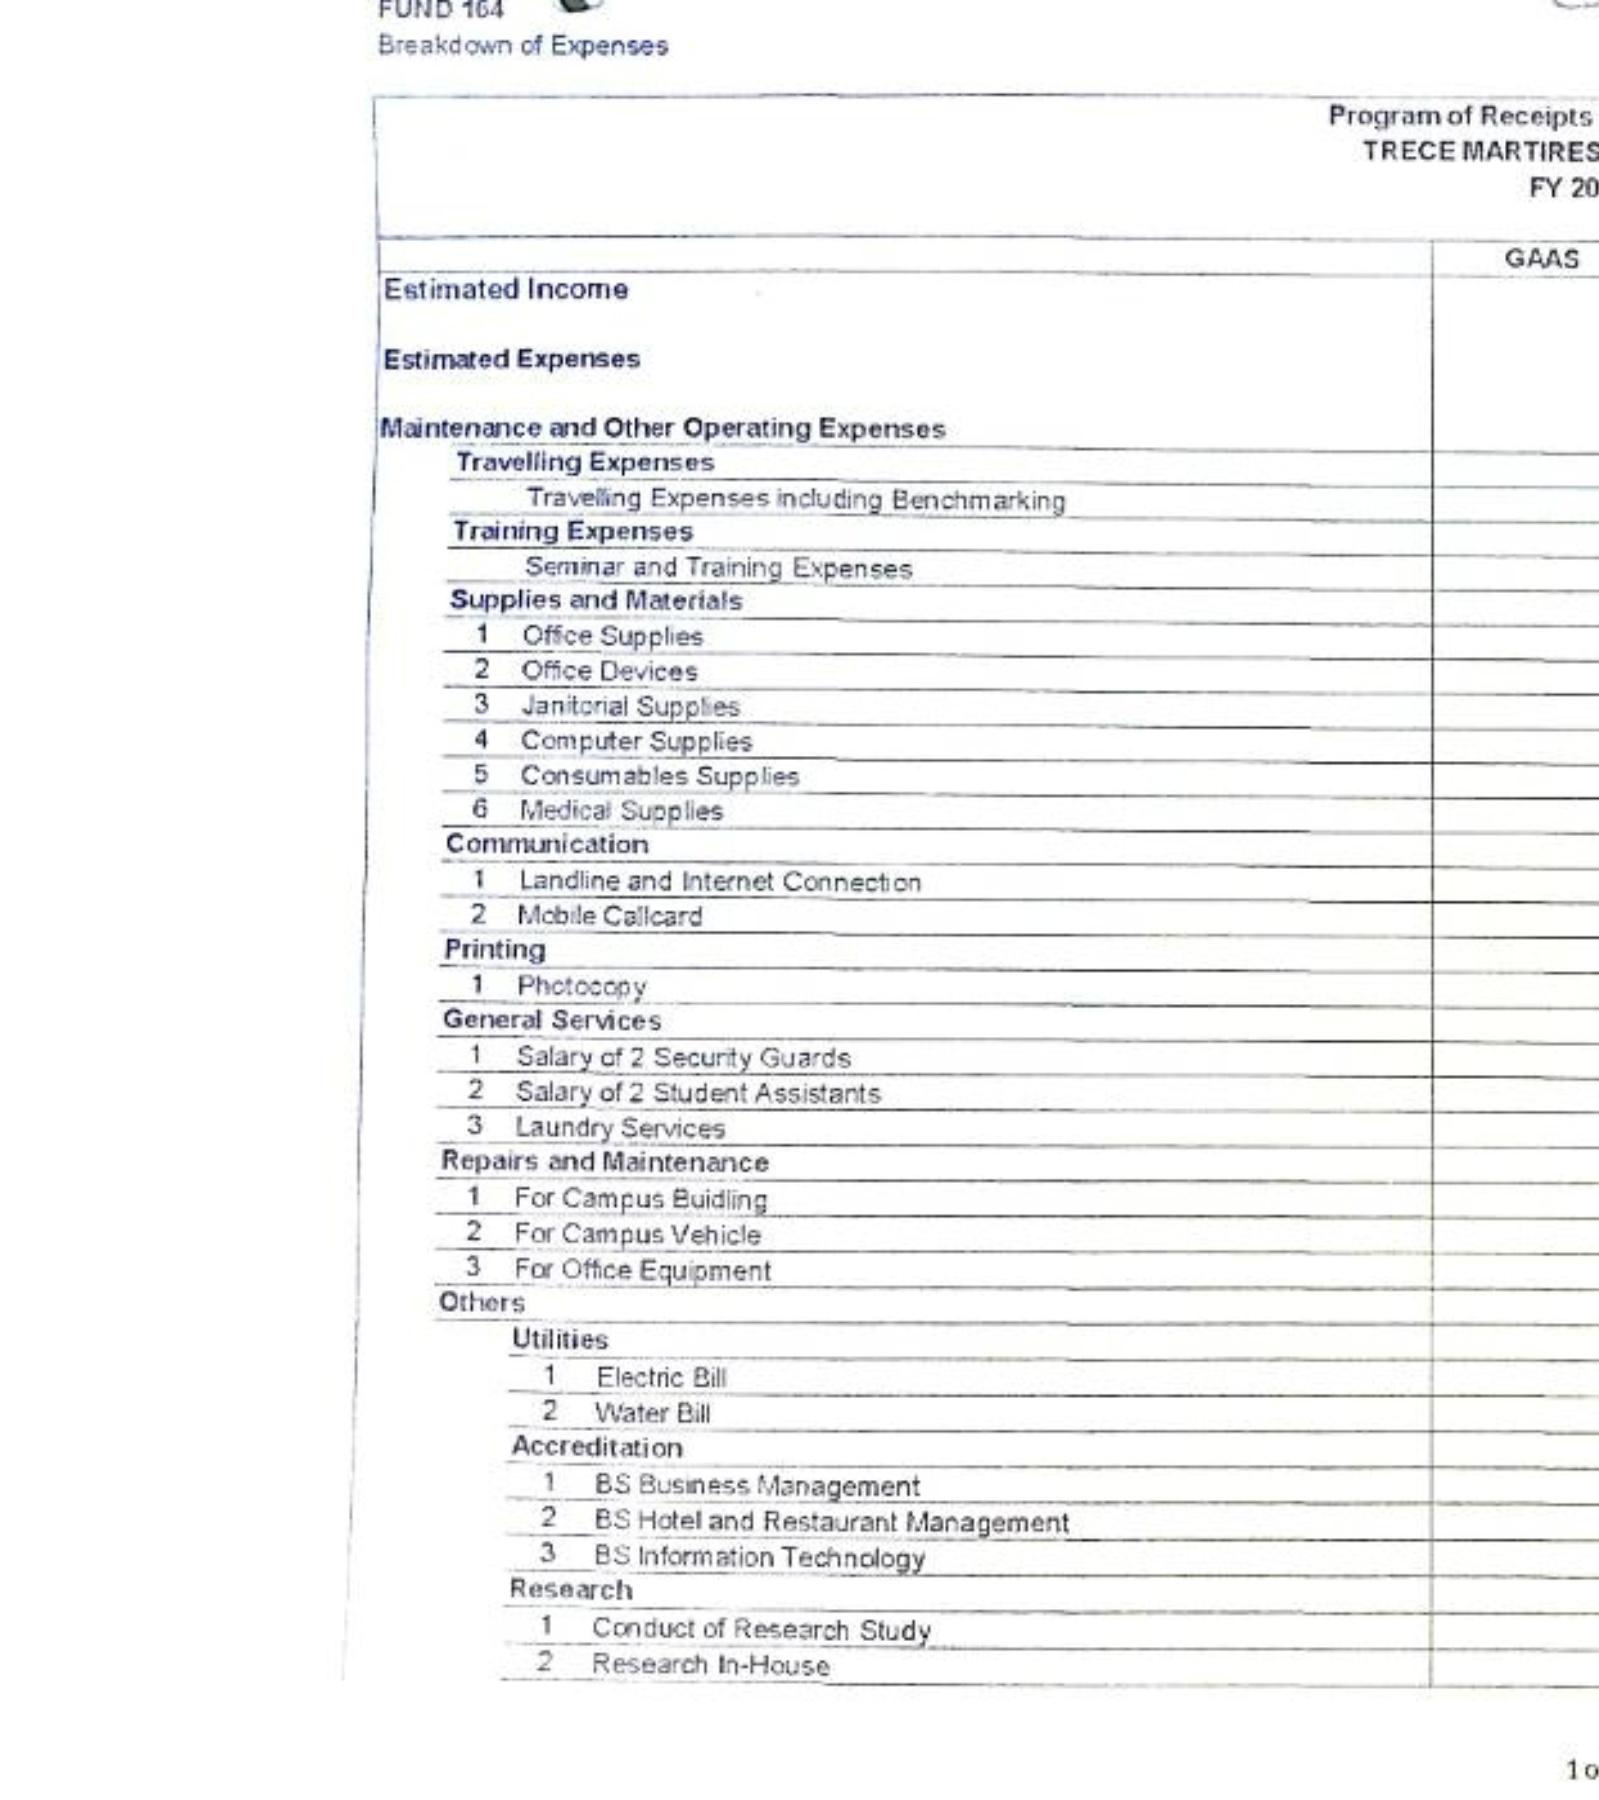 FUND 164
Breakdown of Expenses
Program of Receipts
TRECE MARTIRES
FY 20
GAAS
Estimated Income
Estimated Expenses
Maintenance and Other Operating Expenses
Travelling Expenses
Travelling Expenses including Benchmarking
Training Expenses
Seminar and Training Expenses
Supplies and Materials
1 Office Supplies
2 Office Devices
3 Janitorial Supplies
4 Computer Supplies
5 Consumables Supplies
6 Medical Supplies
Communication
1 Landline and Internet Connection
2 Mobile Callcard
Printing
1 Photocopy
General Services
1 Salary of 2 Security Guards
2 Salary of 2 Student Assistants
3 Laundry Services
Repairs and Maintenance
1 For Campus Buidling
2 For Campus Vehicle
3 For Office Equipment
Others
Utilities
1 Electric Bill
2 Water Bill
Accreditation
1 BS Business Management
2 BS Hotel and Restaurant Management
3 BS Information Technology
Research
1 Conduct of Research Study
2 Research In-House
1 o